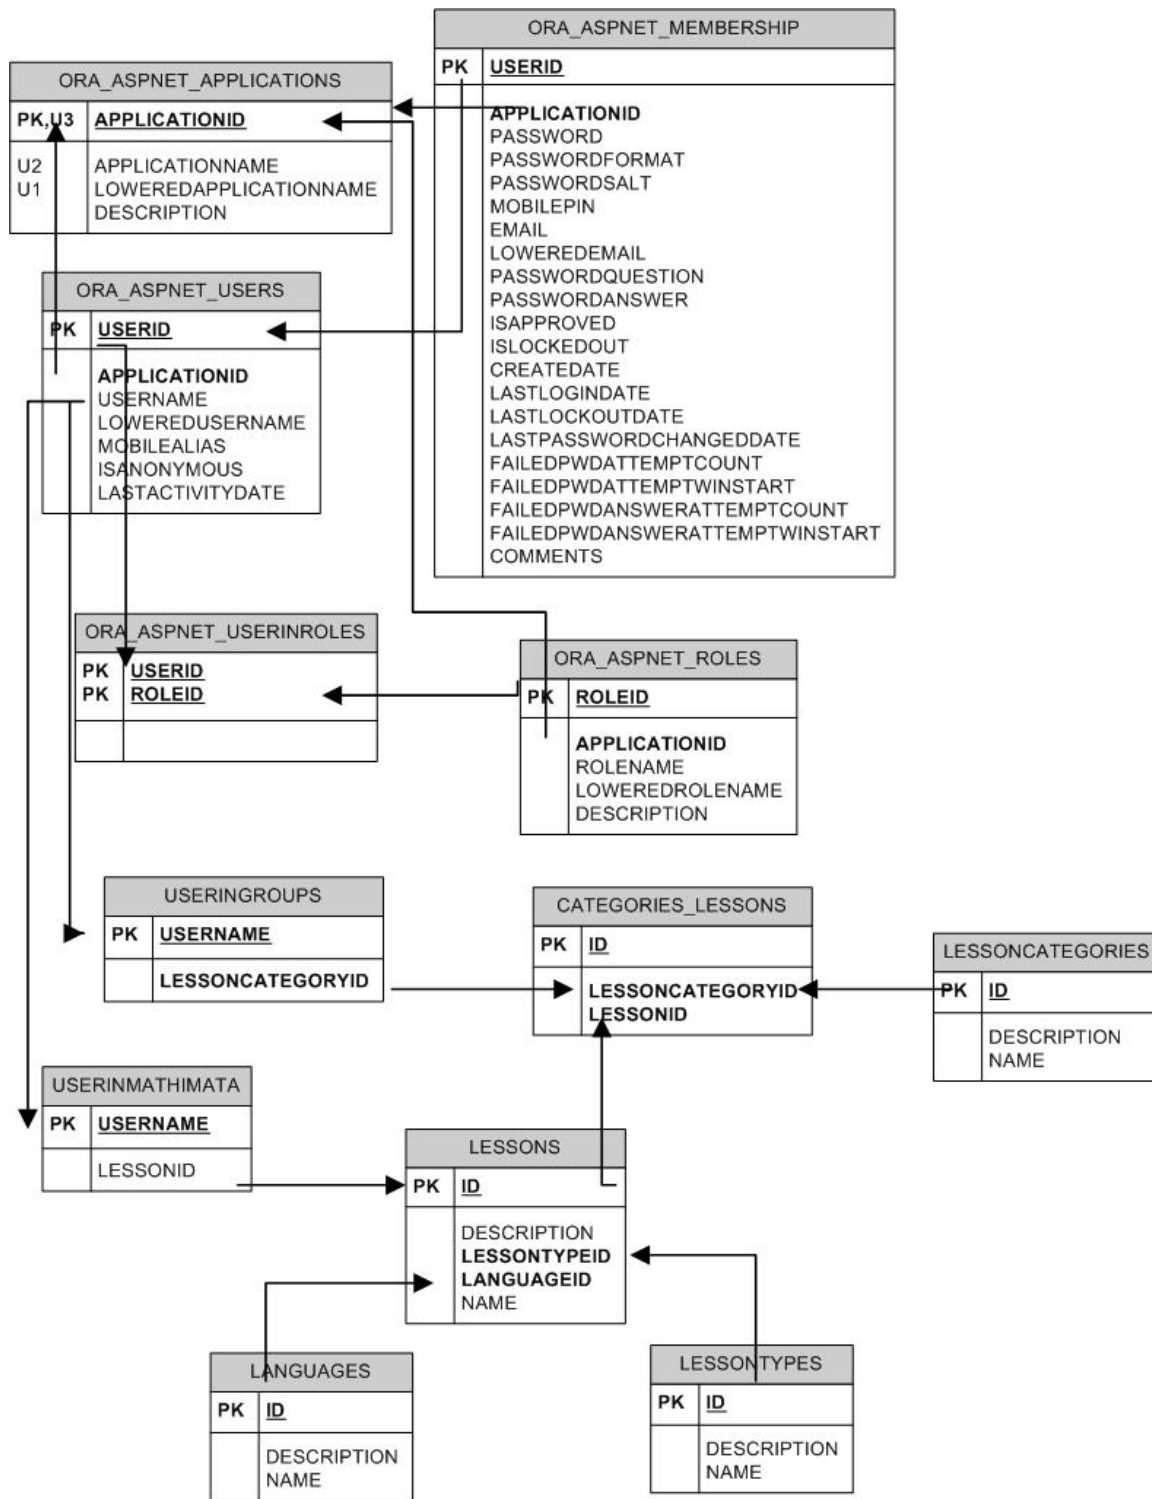 ORA_ASPNET_MEMBERSHIP
PK USERID
APPLICATIONID
PASSWORD
PASSWORDFORMAT
PASSWORDSALT
MOBILEPIN
EMAIL
LOWEREDEMAIL
PASSWORDQUESTION
PASSWORDANSWER
ISAPPROVED
ISLOCKEDOUT
CREATEDATE
LASTLOGINDATE
LASTLOCKOUTDATE
LASTPASSWORDCHANGEDDATE
FAILEDPWDATTEMPTCOUNT
FAILEDPWDATTEMPTWINSTART
FAILEDPWDANSWERATTEMPTCOUNT
FAILEDPWDANSWERATTEMPTWINSTART
COMMENTS
ORA_ASPNET_APPLICATIONS
PK,U3 APPLICATIONID
U2 APPLICATIONNAME
U1 LOWEREDAPPLICATIONNAME
DESCRIPTION
ORA_ASPNET_USERS
PK USERID
APPLICATIONID
USERNAME
LOWEREDUSERNAME
MOBILEALIAS
ISANONYMOUS
LASTACTIVITYDATE
ORA_ASPNET_USERINROLES
PK USERID
PK ROLEID
ORA_ASPNET_ROLES
PK ROLEID
APPLICATIONID
ROLENAME
LOWEREDROLENAME
DESCRIPTION
USERINGROUPS
PK USERNAME
LESSONCATEGORYID
CATEGORIES_LESSONS
PK ID
LESSONCATEGORYID
LESSONID
LESSONCATEGORIES
PK ID
DESCRIPTION
NAME
USERINMATHIMATA
PK USERNAME
LESSONID
LESSONS
PK ID
DESCRIPTION
LESSONTYPEID
LANGUAGEID
NAME
LANGUAGES
PK ID
DESCRIPTION
NAME
LESSONTYPES
PK ID
DESCRIPTION
NAME